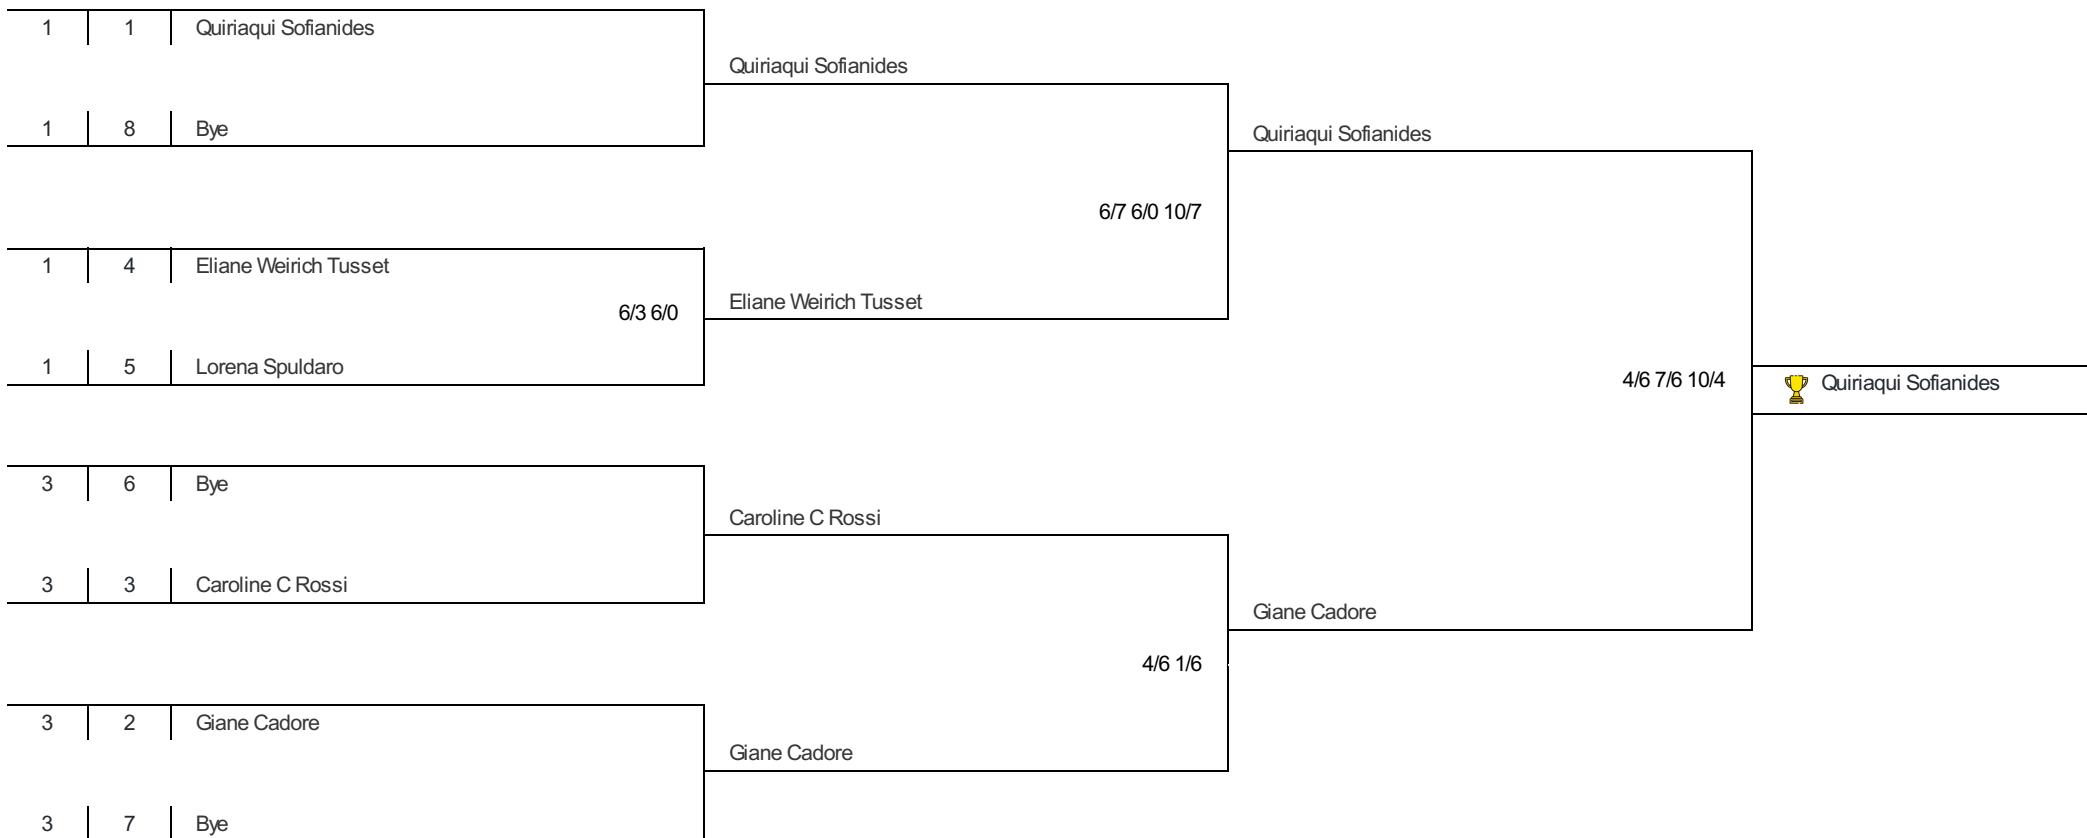 1 1 Quiriaqui Sofianides
Quiriaqui Sofianides
1 8 Bye
Quiriaqui Sofianides
6/7 6/0 10/7
1 4 Eliane Weirich Tusset
Eliane Weirich Tusset
6/3 6/0
1 5 Lorena Spuldaro
4/6 7/6 10/4
Quiriaqui Sofianides
3 6 Bye
Caroline C Rossi
3 3 Caroline C Rossi
Giane Cadore
4/6 1/6
3 2 Giane Cadore
Giane Cadore
3 7 Bye